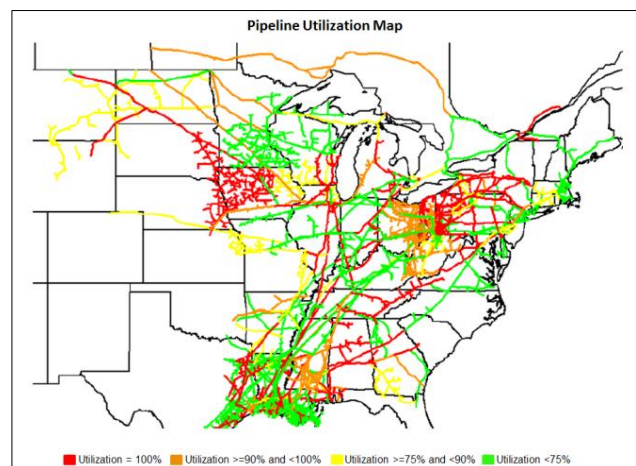 Pipeline Utilization Map
Utilization = 100% Utilization >=90% and <100% Utilization >=75% and <90% Utilization <75%